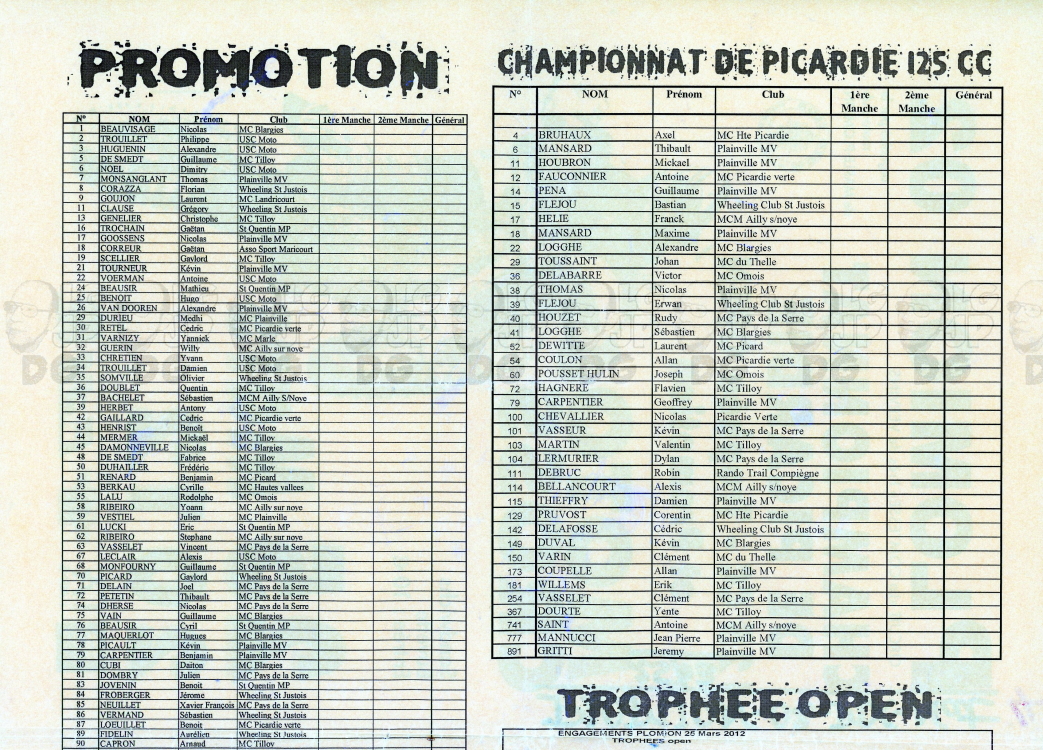 PROMOTION
N° NOM Prénom Club 1ère Manche 2ème Manche Général
1 BEAUVISAGE Nicolas MC Blargies
2 TROUILLET Philippe USC Moto
3 HUGUENIN Alexandre USC Moto
5 DE SMEDT Guillaume MC Tilloy
6 NOEL Dimitry USC Moto
7 MONSANGLANT Thomas Plainville MV
8 CORAZZA Florian Wheeling St Justois
9 GOUJON Laurent MC Landricourt
11 CLAUSE Grégory Wheeling St Justois
13 GENELIER Christophe MC Tilloy
16 TROCHAIN Gaëtan St Quentin MP
17 GOOSSENS Nicolas Plainville MV
18 CORREUR Gaëtan Asso Sport Maricourt
19 SCELLIER Gaylord MC Tilloy
21 TOURNEUR Kévin Plainville MV
22 VOERMAN Antoine USC Moto
24 BEAUSIR Mathieu St Quentin MP
25 BENOIT Hugo USC Moto
26 VAN DOOREN Alexandre Plainville MV
29 DURIEU Medhi MC Plainville
30 RETEL Cedric MC Picardie verte
31 VARNIZY Yannick MC Marle
32 GUERIN Willy MC Ailly sur noye
33 CHRETIEN Yvann USC Moto
34 TROUILLET Damien USC Moto
35 SOMVILLE Olivier Wheeling St Justois
36 DOUBLET Quentin MC Tilloy
37 BACHELET Sébastien MCM Ailly S/Noye
39 HERBET Antony USC Moto
42 GAILLARD Cedric MC Picardie verte
43 HENRIST Benoît USC Moto
44 MERMER Mickaël MC Tilloy
45 DAMONNEVILLE Nicolas MC Blargies
48 DE SMEDT Fabrice MC Tilloy
50 DUHAILLER Frédéric MC Tilloy
51 RENARD Benjamin MC Picard
53 BERKAU Cyrille MC Hautes vallees
55 LALU Rodolphe MC Omois
58 RIBEIRO Yoann MC Ailly sur noye
59 VESTIEL Julien MC Plainville
61 LUCKI Eric St Quentin MP
62 RIBEIRO Stephane MC Ailly sur noye
63 VASSELET Vincent MC Pays de la Serre
67 LECLAIR Alexis USC Moto
68 MONFOURNY Guillaume St Quentin MP
70 PICARD Gaylord Wheeling St Justois
71 DELAIN Joel MC Pays de la Serre
72 PETETIN Thibault MC Pays de la Serre
74 DHERSE Nicolas MC Pays de la Serre
75 VAIN Guillaume MC Blargies
76 BEAUSIR Cyril St Quentin MP
77 MAQUERLOT Hugues MC Blargies
78 PICAULT Kévin Plainville MV
79 CARPENTIER Benjamin Plainville MV
80 CUBI Daiton MC Blargies
81 DOMBRY Julien MC Pays de la Serre
83 JOVENIN Benoit St Quentin MP
84 FROBERGER Jérome Wheeling St Justois
85 NEUILLET Xavier François MC Pays de la Serre
86 VERMAND Sébastien Wheeling St Justois
87 LOEUILLET Benoit MC Picardie verte
89 FIDELIN Aurélien Wheeling St Justois
90 CAPRON Arnaud MC Tilloy
CHAMPIONNAT DE PICARDIE 125 CC
N° NOM Prénom Club 1ère Manche 2ème Manche Général
4 BRUHAUX Axel MC Hte Picardie
6 MANSARD Thibault Plainville MV
11 HOUBRON Mickael Plainville MV
12 FAUCONNIER Antoine MC Picardie verte
14 PENA Guillaume Plainville MV
15 FLEJOU Bastian Wheeling Club St Justois
17 HELIE Franck MCM Ailly s/noye
18 MANSARD Maxime Plainville MV
22 LOGGHE Alexandre MC Blargies
29 TOUSSAINT Johan MC du Thelle
36 DELABARRE Victor MC Omois
38 THOMAS Nicolas Plainville MV
39 FLEJOU Erwan Wheeling Club St Justois
40 HOUZET Rudy MC Pays de la Serre
41 LOGGHE Sébastien MC Blargies
52 DEWITTE Laurent MC Picard
54 COULON Allan MC Picardie verte
60 POUSSET HULIN Joseph MC Omois
72 HAGNERE Flavien MC Tilloy
79 CARPENTIER Geoffrey Plainville MV
100 CHEVALLIER Nicolas Picardie Verte
101 VASSEUR Kévin MC Pays de la Serre
103 MARTIN Valentin MC Tilloy
104 LERMURIER Dylan MC Pays de la Serre
111 DEBRUC Robin Rando Trail Compiègne
114 BELLANCOURT Alexis MCM Ailly s/noye
115 THIEFFRY Damien Plainville MV
129 PRUVOST Corentin MC Hte Picardie
142 DELAFOSSE Cédric Wheeling Club St Justois
149 DUVAL Kévin MC Blargies
150 VARIN Clément MC du Thelle
173 COUPELLE Allan Plainville MV
181 WILLEMS Erik MC Tilloy
254 VASSELET Clément MC Pays de la Serre
367 DOURTE Yente MC Tilloy
741 SAINT Antoine MCM Ailly s/noye
777 MANNUCCI Jean Pierre Plainville MV
891 GRITTI Jeremy Plainville MV
TROPHEE OPEN
ENGAGEMENTS PLOMION 25 Mars 2012
TROPHEES open